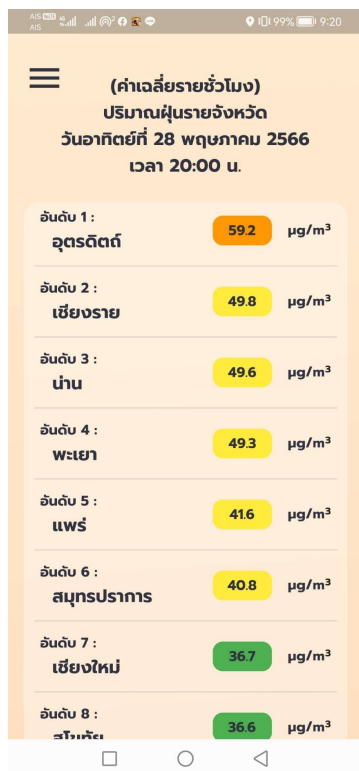 AIS
AIS
99% 9:20
(ค่าเฉลี่ยรายชั่วโมง)
ปริมาณฝุ่นรายจังหวัด
วันอาทิตย์ที่ 28 พฤษภาคม 2566
เวลา 20:00 น.
อันดับ 1 :
อุตรดิตถ์ 59.2 µg/m³
อันดับ 2 :
เชียงราย 49.8 µg/m³
อันดับ 3 :
น่าน 49.6 µg/m³
อันดับ 4 :
พะเยา 49.3 µg/m³
อันดับ 5 :
แพร่ 41.6 µg/m³
อันดับ 6 :
สมุทรปราการ 40.8 µg/m³
อันดับ 7 :
เชียงใหม่ 36.7 µg/m³
อันดับ 8 :
สุโขทัย 36.6 µg/m³